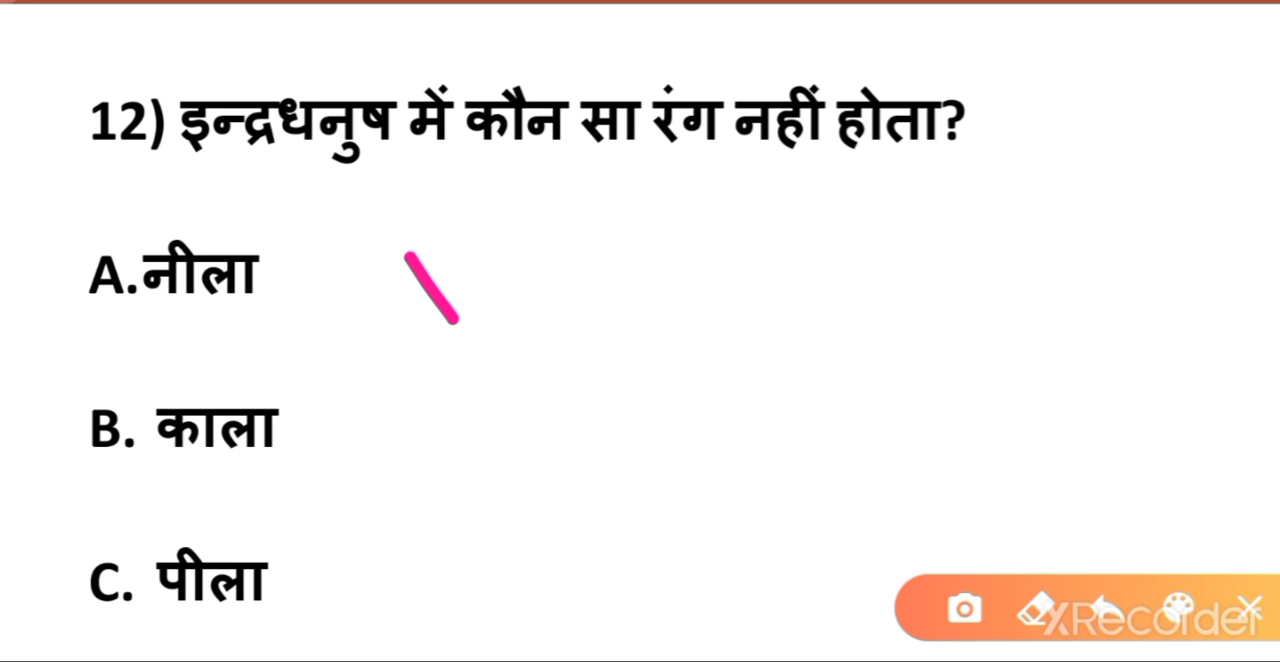 12) इन्द्रधनुष में कौन सा रंग नहीं होता?
A.नीला
B. काला
C. पीला
XRecorder